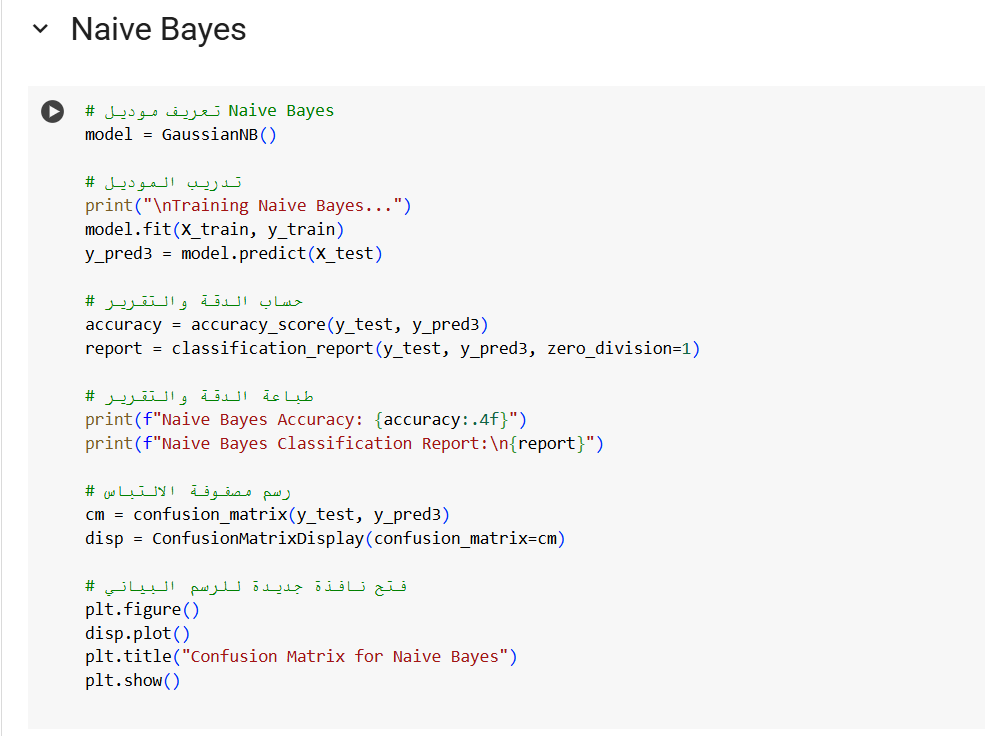 Naive Bayes
# تعريف موديل Naive Bayes
model = GaussianNB()
# تدريب الموديل
print("\nTraining Naive Bayes...")
model.fit(X_train, y_train)
y_pred3 = model.predict(X_test)
# حساب الدقة والتقرير
accuracy = accuracy_score(y_test, y_pred3)
report = classification_report(y_test, y_pred3, zero_division=1)
# طباعة الدقة والتقرير
print(f"Naive Bayes Accuracy: {accuracy:.4f}")
print(f"Naive Bayes Classification Report:\n{report}")
# رسم مصفوفة الالتباس
cm = confusion_matrix(y_test, y_pred3)
disp = ConfusionMatrixDisplay(confusion_matrix=cm)
# فتح نافذة جديدة للرسم البياني
plt.figure()
disp.plot()
plt.title("Confusion Matrix for Naive Bayes")
plt.show()